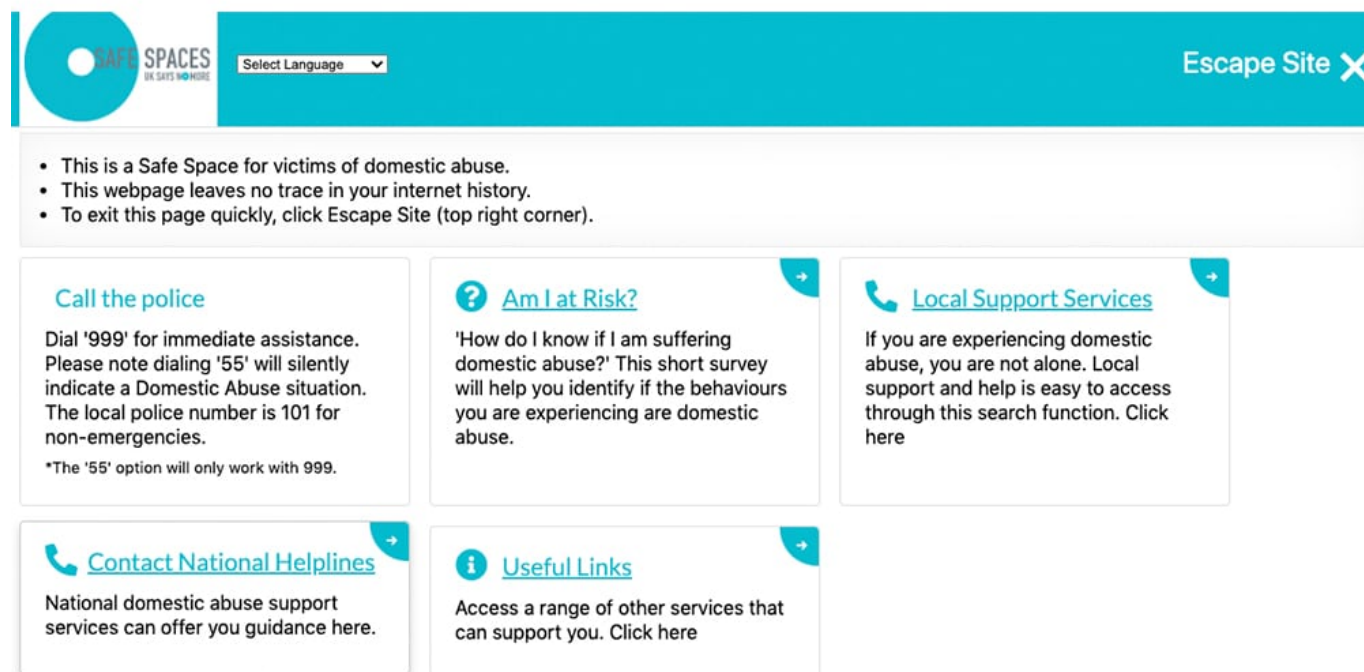 SAFE SPACES
UK SAYS NOMORE
Select Language
Escape Site
This is a Safe Space for victims of domestic abuse.
This webpage leaves no trace in your internet history.
To exit this page quickly, click Escape Site (top right corner).
Call the police
Dial '999' for immediate assistance.
Please note dialing '55' will silently
indicate a Domestic Abuse situation.
The local police number is 101 for
non-emergencies.
*The '55' option will only work with 999.
Am I at Risk?
'How do I know if I am suffering
domestic abuse?' This short survey
will help you identify if the behaviours
you are experiencing are domestic
abuse.
Local Support Services
If you are experiencing domestic
abuse, you are not alone. Local
support and help is easy to access
through this search function. Click
here
Contact National Helplines
National domestic abuse support
services can offer you guidance here.
Useful Links
Access a range of other services that
can support you. Click here